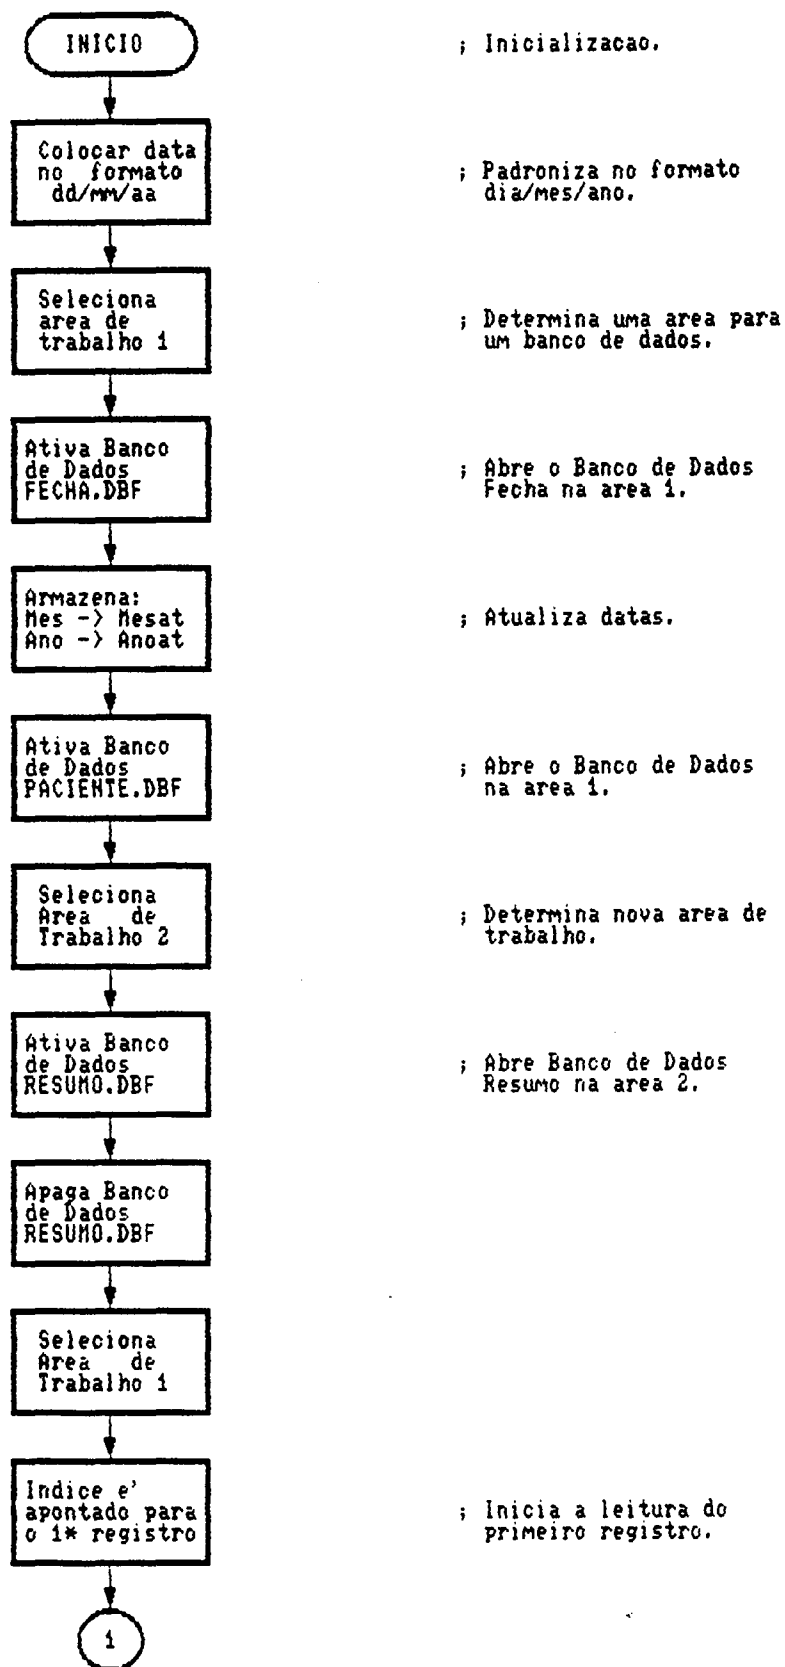 INICIO
; Inicializacao.
Colocar data
no formato
dd/mm/aa
; Padroniza no formato
dia/mes/ano.
Seleciona
area de
trabalho 1
; Determina uma area para
um banco de dados.
Ativa Banco
de Dados
FECHA.DBF
; Abre o Banco de Dados
Fecha na area 1.
Armazena:
Mes -> Mesat
Ano -> Anoat
; Atualiza datas.
Ativa Banco
de Dados
PACIENTE.DBF
; Abre o Banco de Dados
na area 1.
Seleciona
Area de
Trabalho 2
; Determina nova area de
trabalho.
Ativa Banco
de Dados
RESUMO.DBF
; Abre Banco de Dados
Resumo na area 2.
Apaga Banco
de Dados
RESUMO.DBF
Seleciona
Area de
Trabalho 1
Indice e'
apontado para
o 1* registro
; Inicia a leitura do
primeiro registro.
1